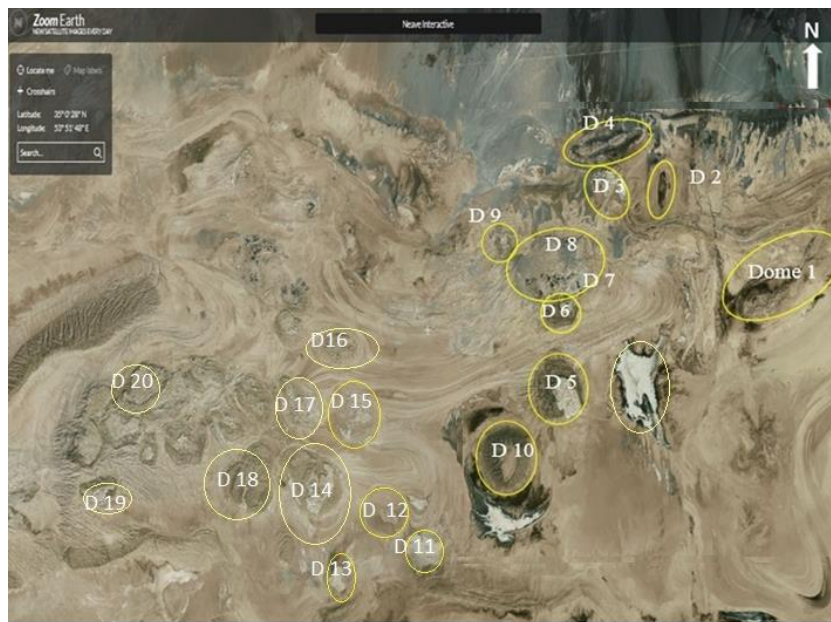 N
Zoom Earth
NEW SATELLITE IMAGES EVERY DAY
Neave Interactive
Locate me
Map labels
Crosshairs
Latitude:
Longitude:
Search...
N
D 4
D 3
D 2
D 9
D 8
D 7
D 6
Dome 1
D16
D 20
D 17
D 15
D 5
D 10
D 18
D 14
D 19
D 12
D 11
D 13